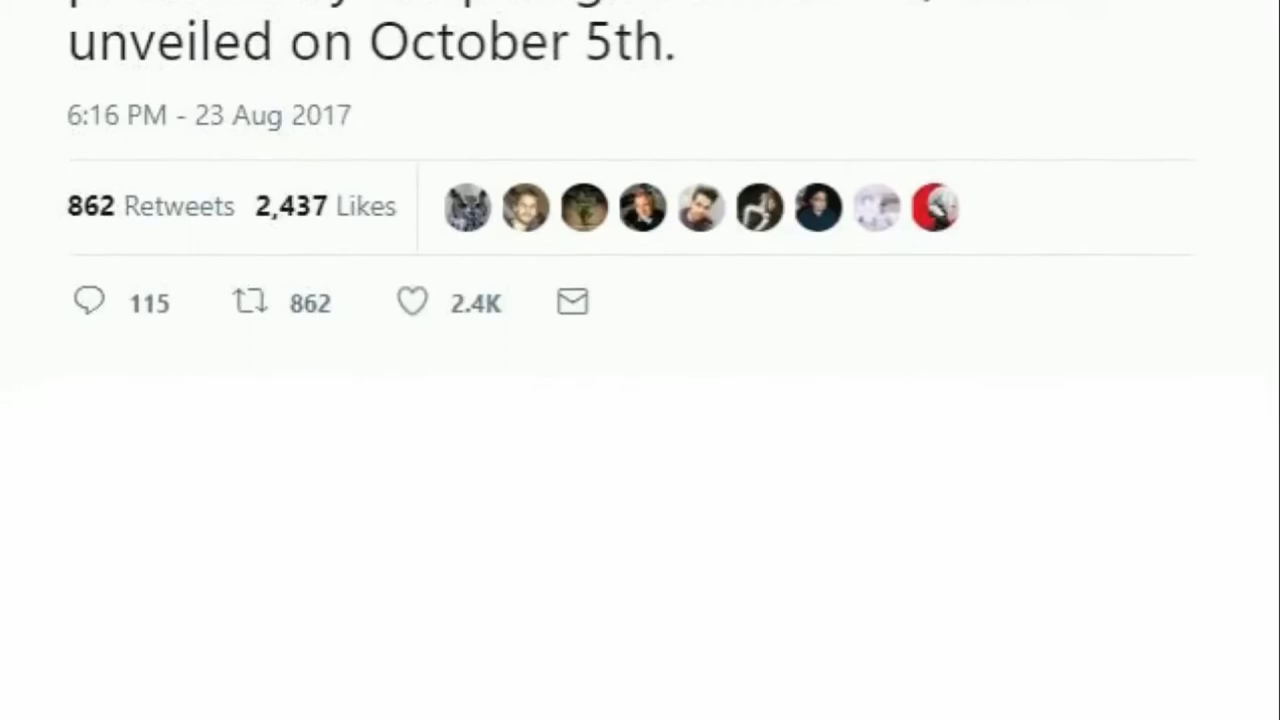 unveiled on October 5th.
6:16 PM - 23 Aug 2017
862 Retweets 2,437 Likes
115 862 2.4K